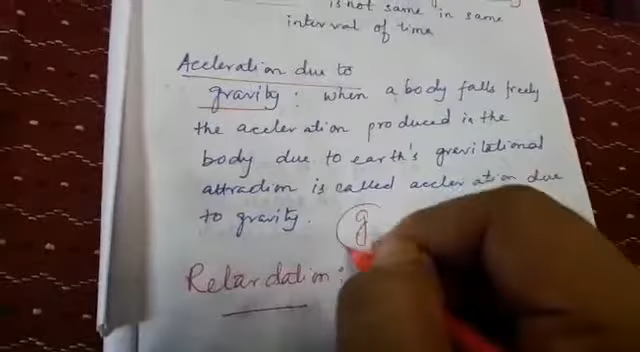 is not same in same
interval of time
Acceleration due to
gravity: when a body falls freely
the acceleration produced in the
body due to earth's gravitational
attraction is called acceleration due
to gravity. g
Retardation: